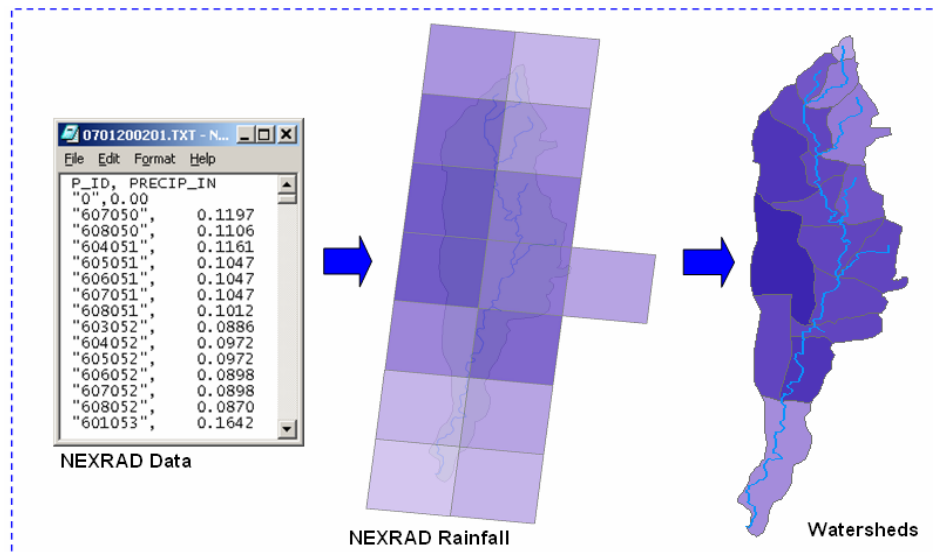 0701200201.TXT - N...
File Edit Format Help
P_ID, PRECIP_IN
"0",0.00
"607050", 0.1197
"608050", 0.1106
"604051", 0.1161
"605051", 0.1047
"606051", 0.1047
"607051", 0.1047
"608051", 0.1012
"603052", 0.0886
"604052", 0.0972
"605052", 0.0972
"606052", 0.0898
"607052", 0.0898
"608052", 0.0870
"601053", 0.1642
NEXRAD Data
NEXRAD Rainfall
Watersheds